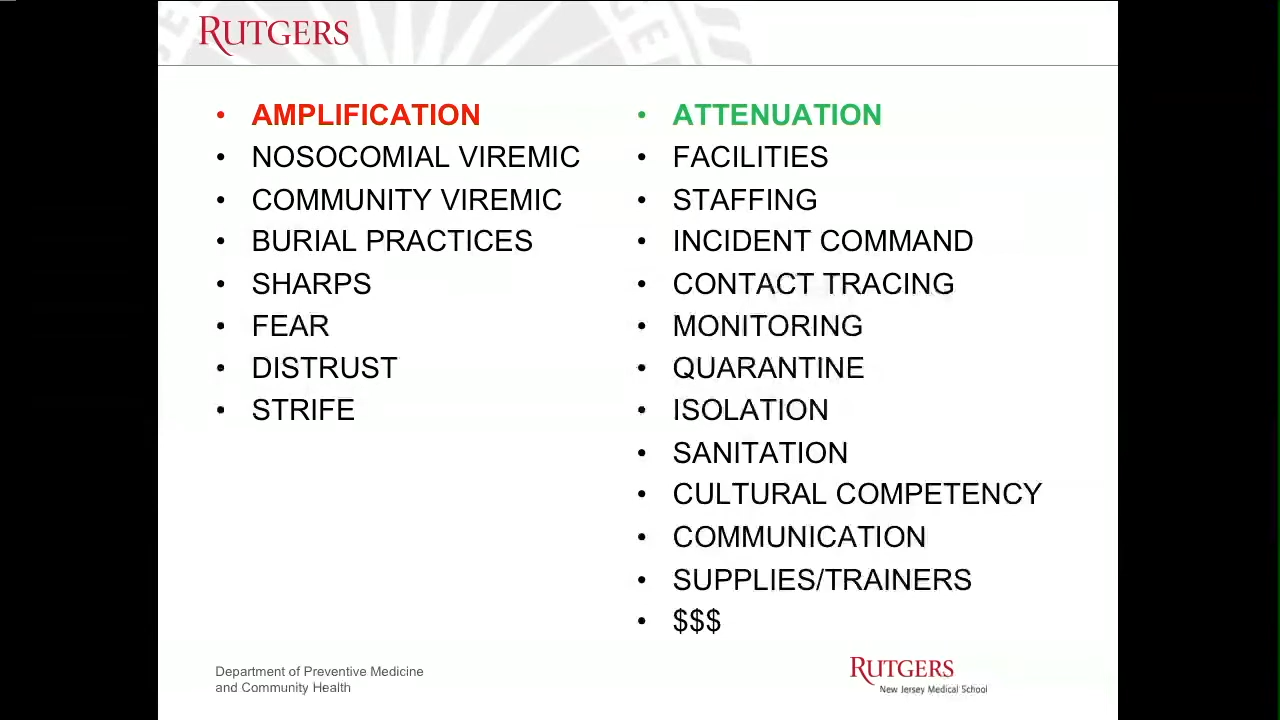 RUTGERS
• AMPLIFICATION
• NOSOCOMIAL VIREMIC
• COMMUNITY VIREMIC
• BURIAL PRACTICES
• SHARPS
• FEAR
• DISTRUST
• STRIFE
• ATTENUATION
• FACILITIES
• STAFFING
• INCIDENT COMMAND
• CONTACT TRACING
• MONITORING
• QUARANTINE
• ISOLATION
• SANITATION
• CULTURAL COMPETENCY
• COMMUNICATION
• SUPPLIES/TRAINERS
• $$$
Department of Preventive Medicine
and Community Health
RUTGERS
New Jersey Medical School